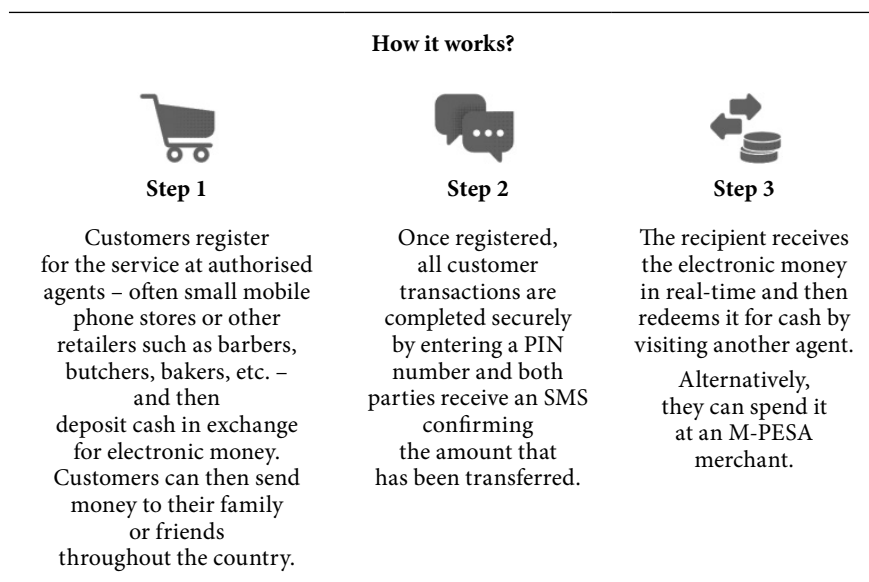 How it works?
Step 1
Customers register
for the service at authorised
agents – often small mobile
phone stores or other
retailers such as barbers,
butchers, bakers, etc. –
and then
deposit cash in exchange
for electronic money.
Customers can then send
money to their family
or friends
throughout the country.
Step 2
Once registered,
all customer
transactions are
completed securely
by entering a PIN
number and both
parties receive an SMS
confirming
the amount that
has been transferred.
Step 3
The recipient receives
the electronic money
in real-time and then
redeems it for cash by
visiting another agent.
Alternatively,
they can spend it
at an M-PESA
merchant.